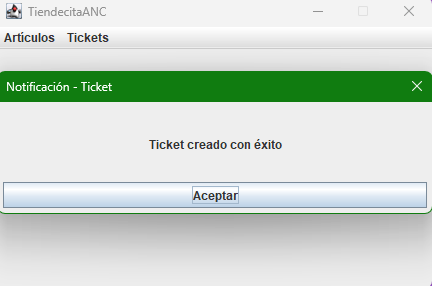 TiendecitaANC
Artículos Tickets
Notificación - Ticket
Ticket creado con éxito
Aceptar